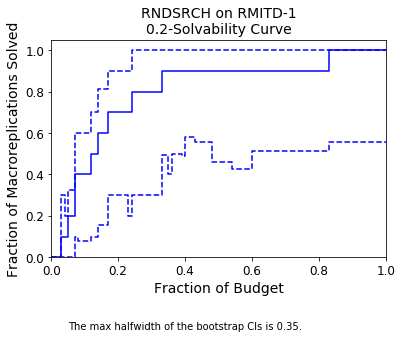 RNDSRCH on RMITD-1
0.2-Solvability Curve
Fraction of Macroreplications Solved
1.0
0.8
0.6
0.4
0.2
0.0
0.0 0.2 0.4 0.6 0.8 1.0
Fraction of Budget
The max halfwidth of the bootstrap CIs is 0.35.